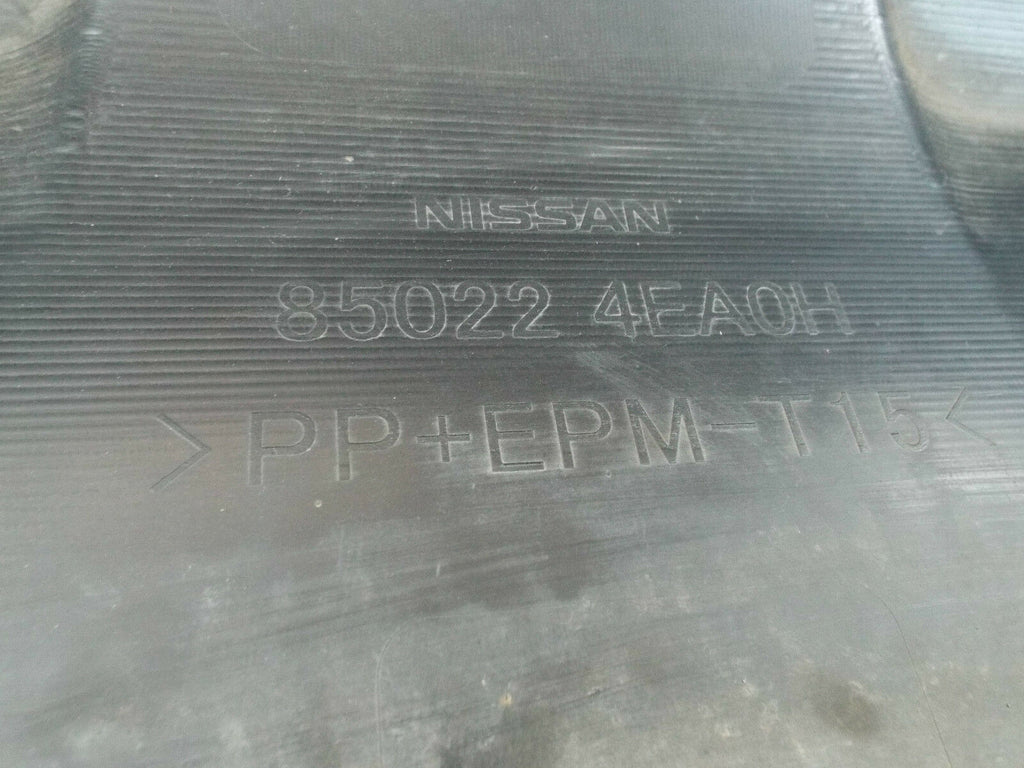 NISSAN
85022 4EA0H
>PP+EPM-T15<